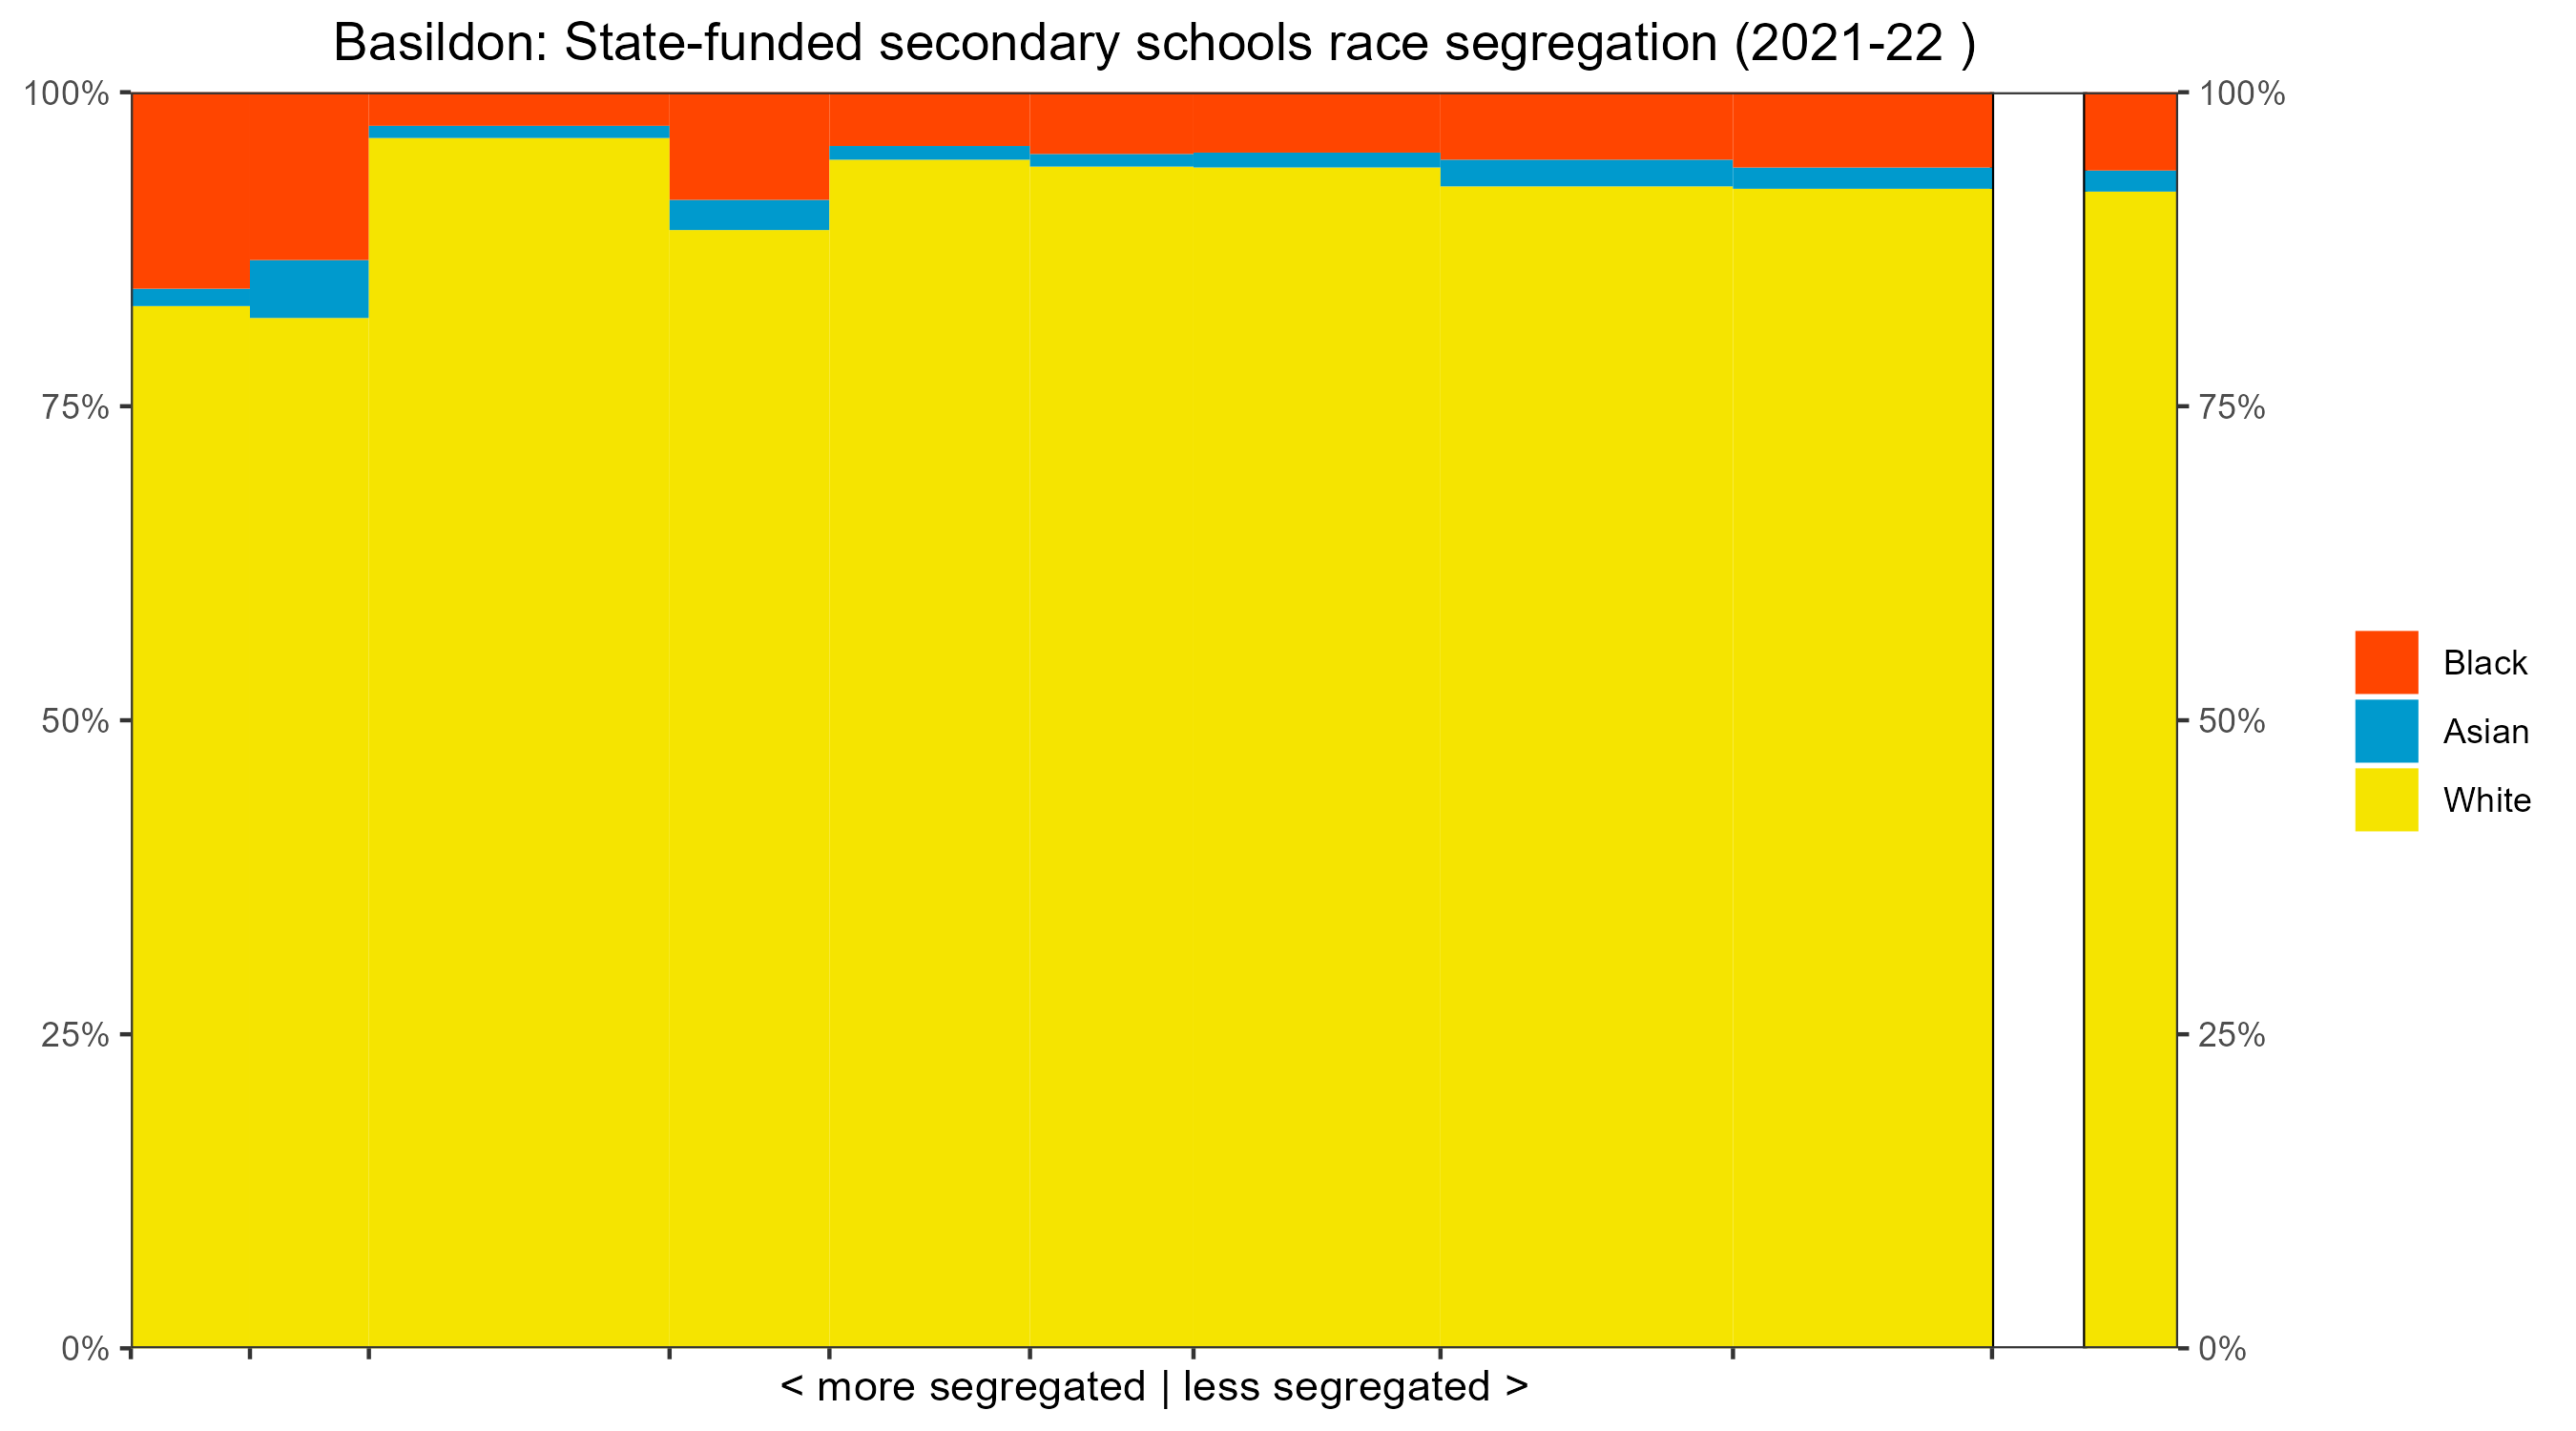 Basildon: State-funded secondary schools race segregation (2021-22 )
100%
75%
50%
25%
0%
100%
75%
50%
25%
0%
Black
Asian
White
< more segregated | less segregated >